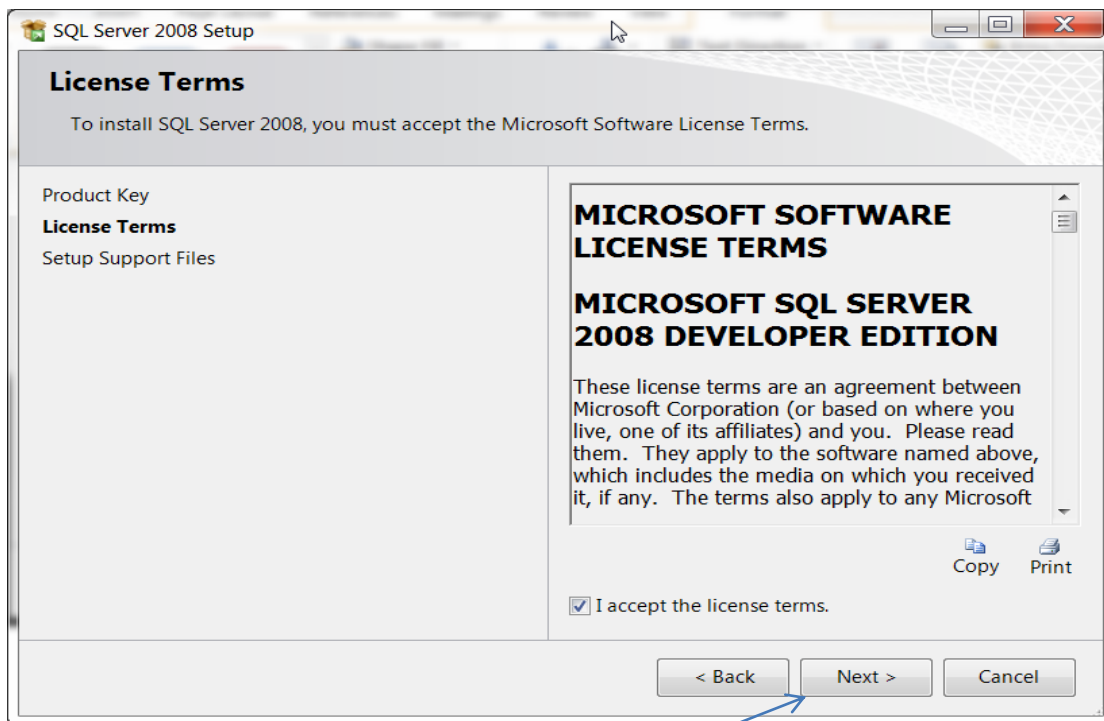 SQL Server 2008 Setup
License Terms
To install SQL Server 2008, you must accept the Microsoft Software License Terms.
Product Key
License Terms
Setup Support Files
MICROSOFT SOFTWARE
LICENSE TERMS
MICROSOFT SQL SERVER
2008 DEVELOPER EDITION
These license terms are an agreement between
Microsoft Corporation (or based on where you
live, one of its affiliates) and you.  Please read
them.  They apply to the software named above,
which includes the media on which you received
it, if any.  The terms also apply to any Microsoft
Copy Print
I accept the license terms.
< Back Next > Cancel